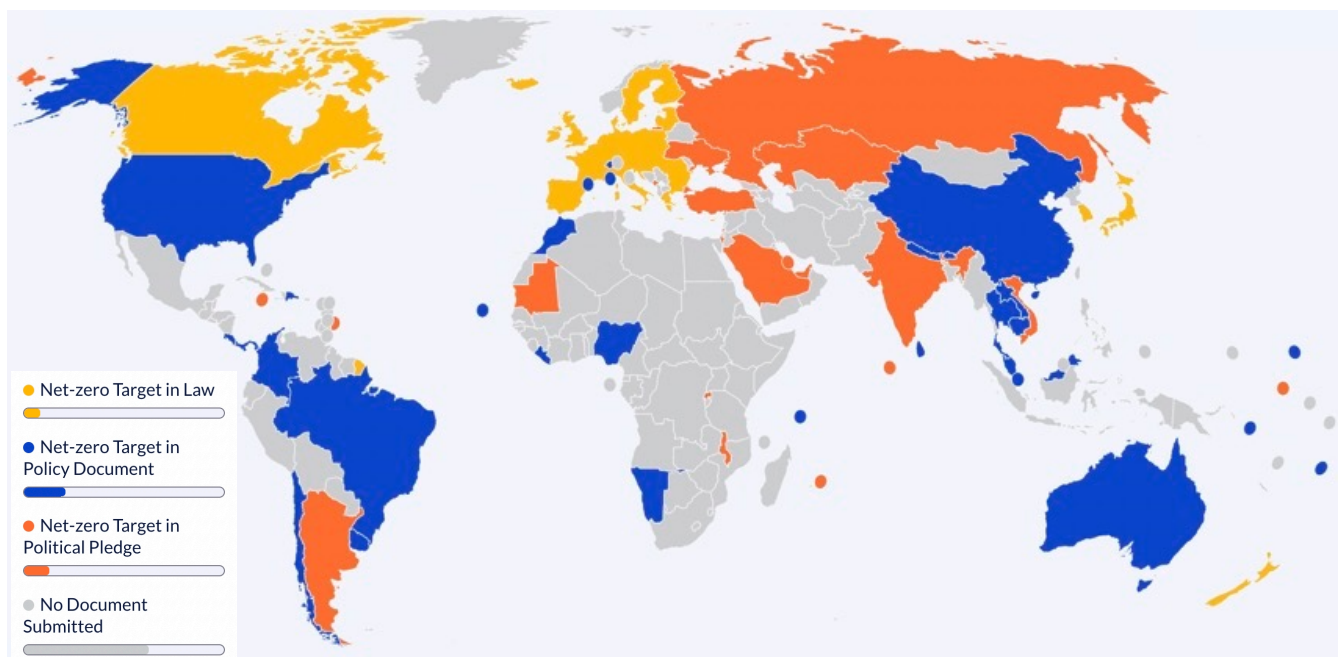 Net-zero Target in Law
Net-zero Target in
Policy Document
Net-zero Target in
Political Pledge
No Document
Submitted